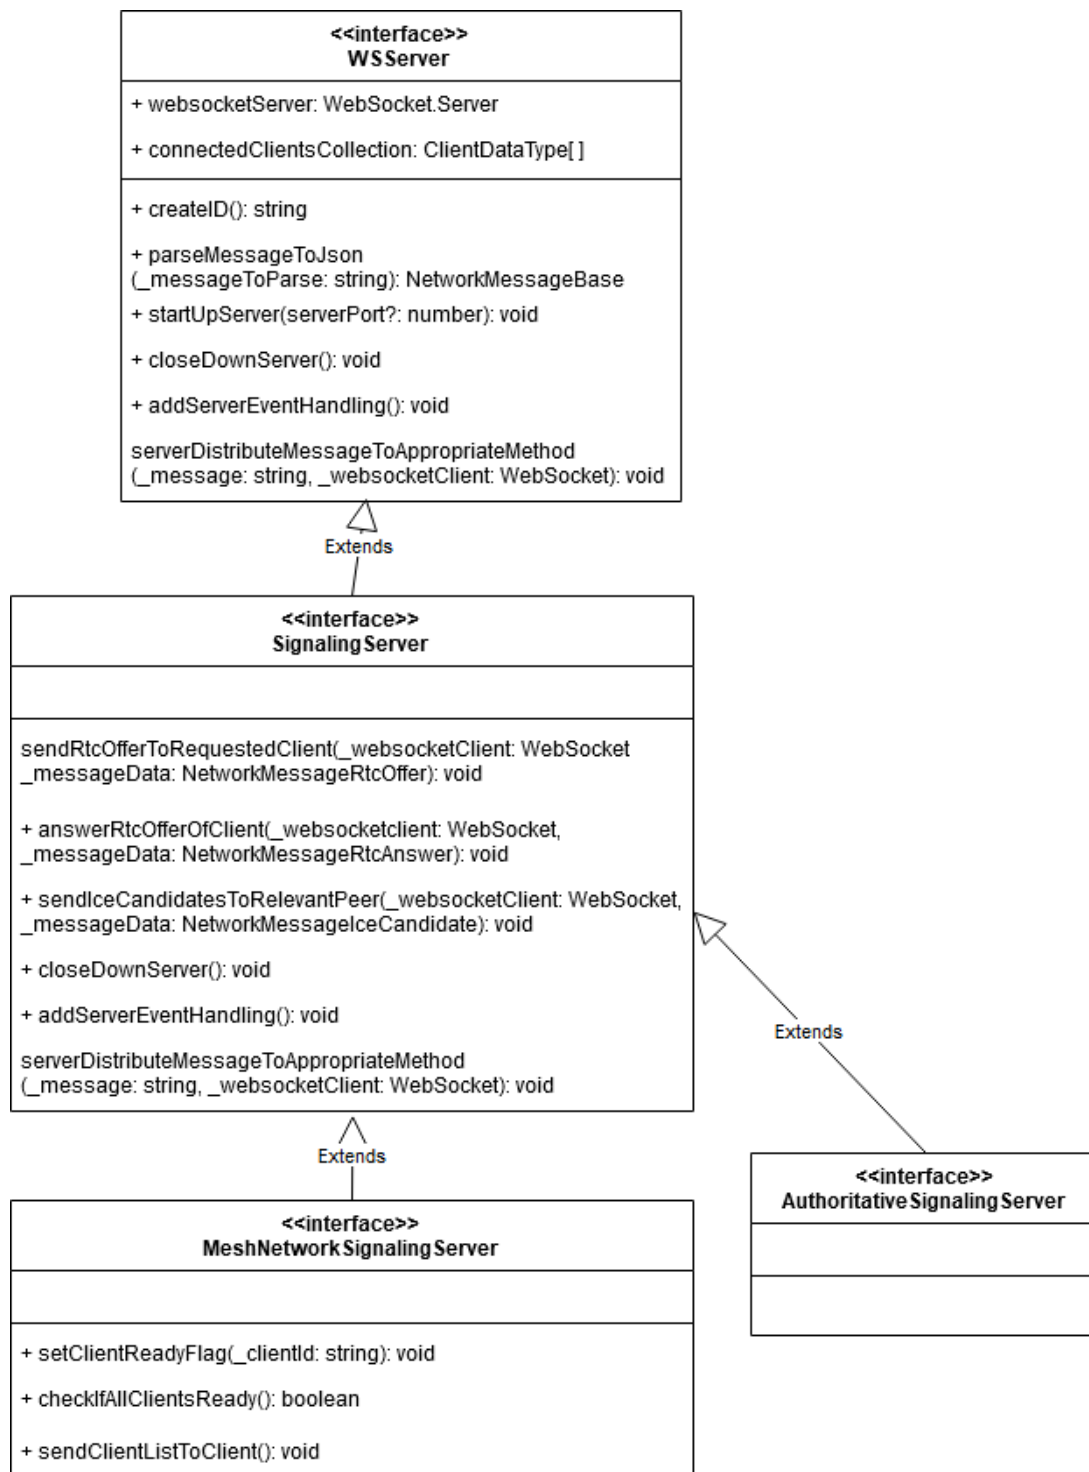 <<interface>>
WSServer
+ websocketServer: WebSocket.Server
+ connectedClientsCollection: ClientDataType[ ]
+ createID(): string
+ parseMessageToJson
(_messageToParse: string): NetworkMessageBase
+ startUpServer(serverPort?: number): void
+ closeDownServer(): void
+ addServerEventHandling(): void
serverDistributeMessageToAppropriateMethod
(_message: string, _websocketClient: WebSocket): void
Extends
<<interface>>
SignalingServer
sendRtcOfferToRequestedClient(_websocketClient: WebSocket
_messageData: NetworkMessageRtcOffer): void
+ answerRtcOfferOfClient(_websocketclient: WebSocket,
_messageData: NetworkMessageRtcAnswer): void
+ sendIceCandidatesToRelevantPeer(_websocketClient: WebSocket,
_messageData: NetworkMessageIceCandidate): void
+ closeDownServer(): void
+ addServerEventHandling(): void
serverDistributeMessageToAppropriateMethod
(_message: string, _websocketClient: WebSocket): void
Extends
Extends
<<interface>>
AuthoritativeSignalingServer
<<interface>>
MeshNetworkSignalingServer
+ setClientReadyFlag(_clientId: string): void
+ checkIfAllClientsReady(): boolean
+ sendClientListToClient(): void